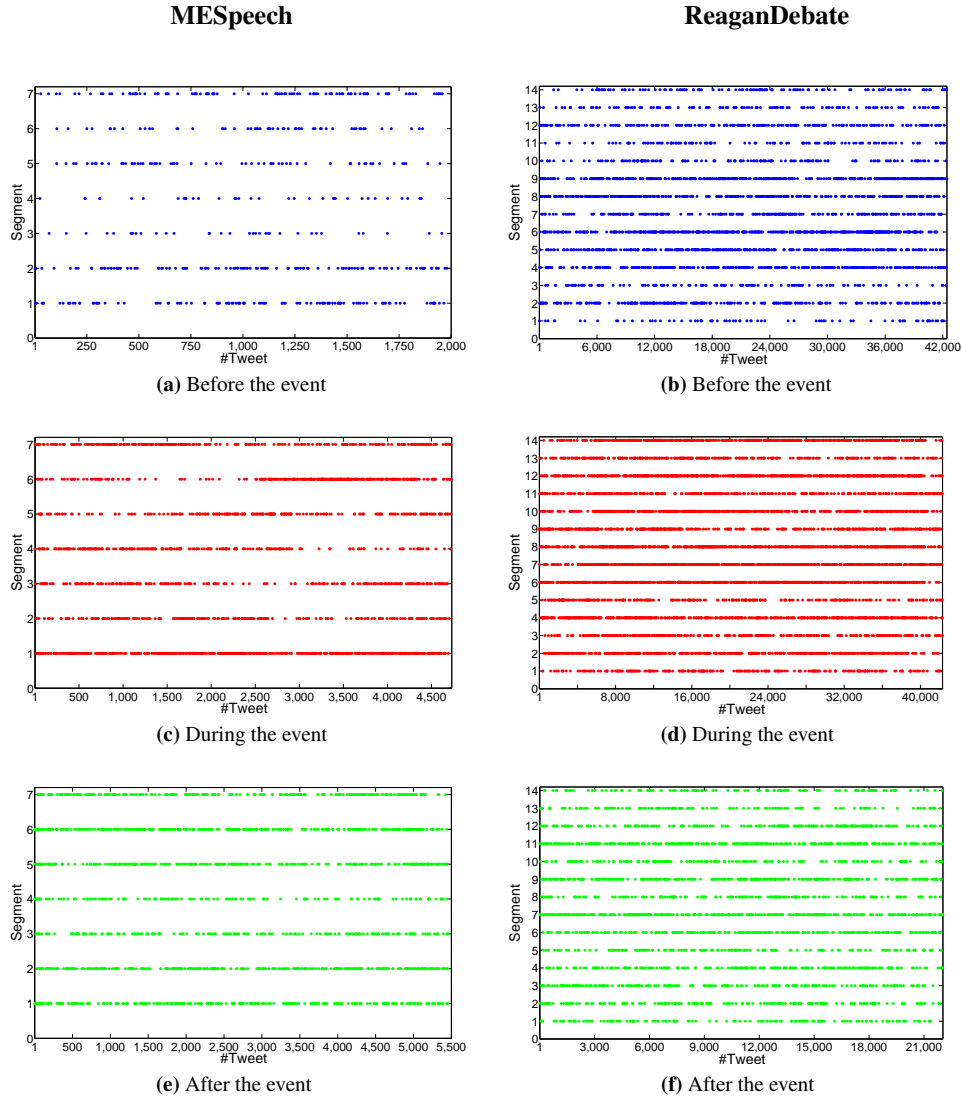 MESpeech
ReaganDebate
7
6
5
4
3
2
1
0
Segment
1 250 500 750 1,000 1,250 1,500 1,750 2,000
#Tweet
(a) Before the event
14
13
12
11
10
9
8
7
6
5
4
3
2
1
0
Segment
1 6,000 12,000 18,000 24,000 30,000 36,000 42,000
#Tweet
(b) Before the event
7
6
5
4
3
2
1
0
Segment
1 500 1,000 1,500 2,000 2,500 3,000 3,500 4,000 4,500
#Tweet
(c) During the event
14
13
12
11
10
9
8
7
6
5
4
3
2
1
0
Segment
1 8,000 16,000 24,000 32,000 40,000
#Tweet
(d) During the event
7
6
5
4
3
2
1
0
Segment
1 500 1,000 1,500 2,000 2,500 3,000 3,500 4,000 4,500 5,000 5,500
#Tweet
(e) After the event
14
13
12
11
10
9
8
7
6
5
4
3
2
1
0
Segment
1 3,000 6,000 9,000 12,000 15,000 18,000 21,000
#Tweet
(f) After the event